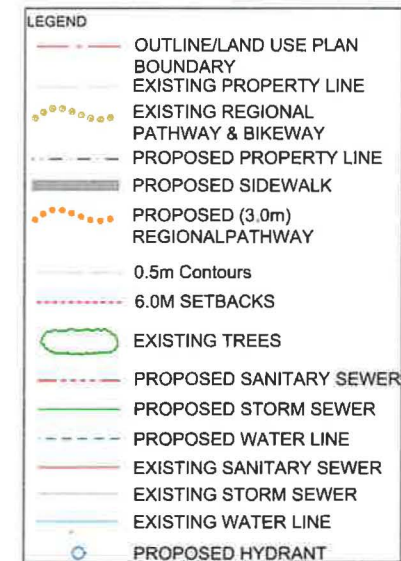 LEGEND
OUTLINE/LAND USE PLAN
BOUNDARY
EXISTING PROPERTY LINE
EXISTING REGIONAL
PATHWAY & BIKEWAY
PROPOSED PROPERTY LINE
PROPOSED SIDEWALK
PROPOSED (3.0m)
REGIONALPATHWAY
0.5m Contours
6.0M SETBACKS
EXISTING TREES
PROPOSED SANITARY SEWER
PROPOSED STORM SEWER
PROPOSED WATER LINE
EXISTING SANITARY SEWER
EXISTING STORM SEWER
EXISTING WATER LINE
PROPOSED HYDRANT